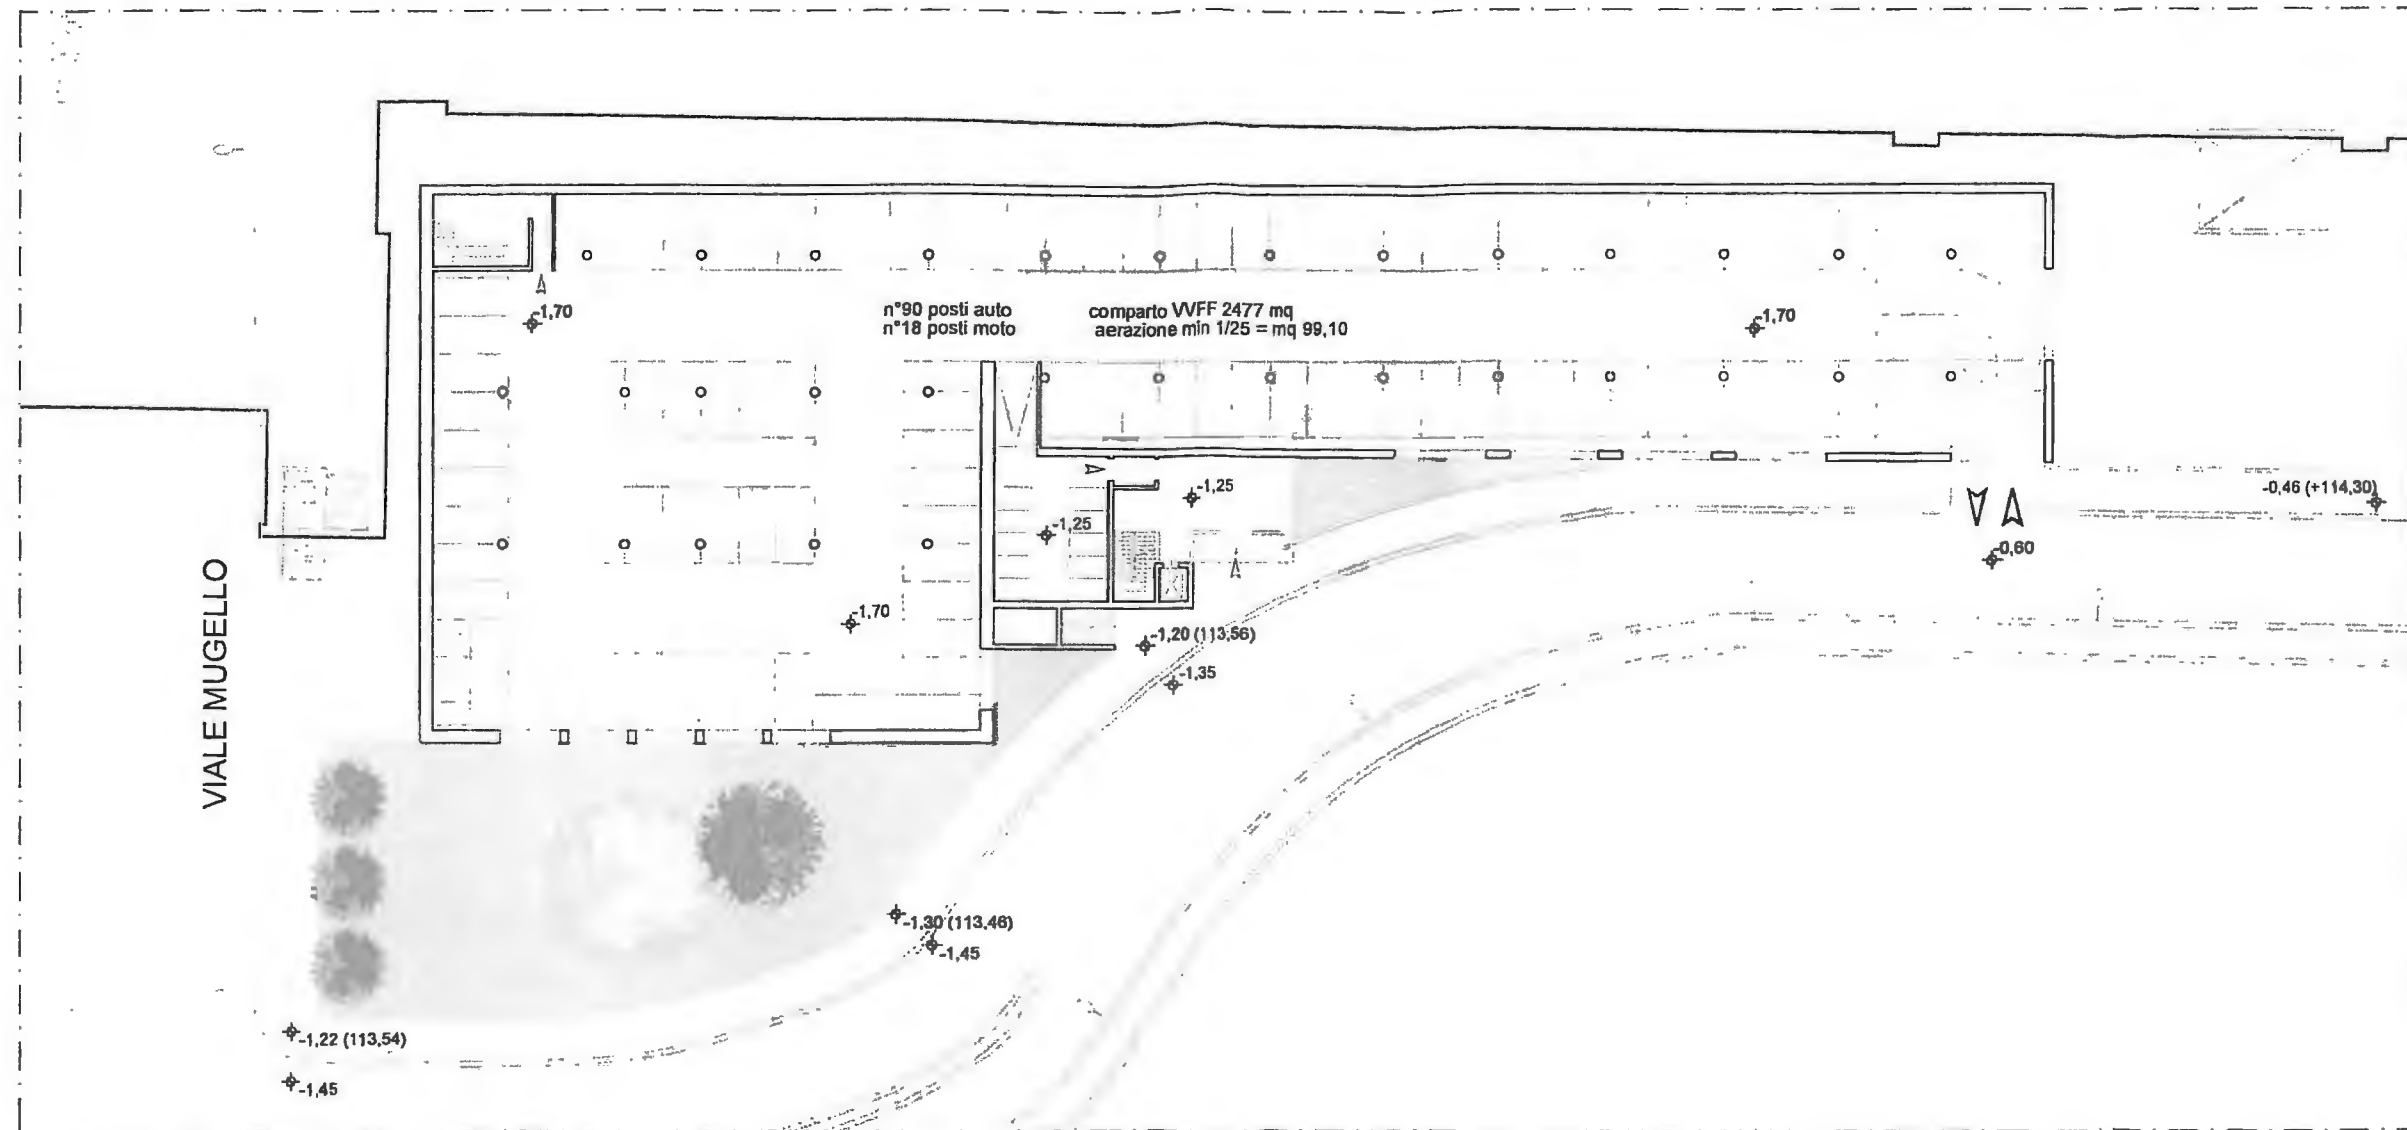 n°90 posti auto
n°18 posti moto
comparto VVFF 2477 mq
aerazione min 1/25 = mq 99,10
-1,70
-1,70
-1,25
-1,25
-0,46 (+114,30)
-0,60
-1,70
-1,20 (113,56)
-1,35
VIALE MUGELLO
-1,30 (113,46)
-1,45
-1,22 (113,54)
-1,45